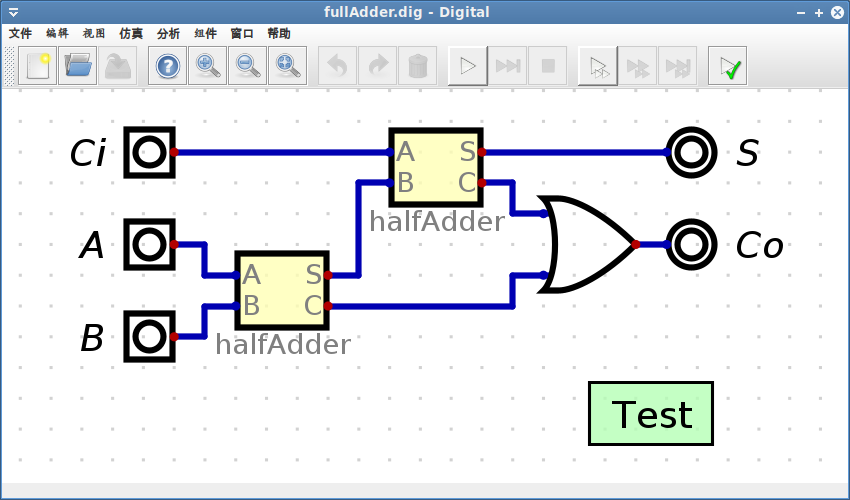 fullAdder.dig - Digital
文件 编辑 视图 仿真 分析 组件 窗口 帮助
Ci
A S
B C
halfAdder
S
A
A S
B C
halfAdder
Co
B
Test